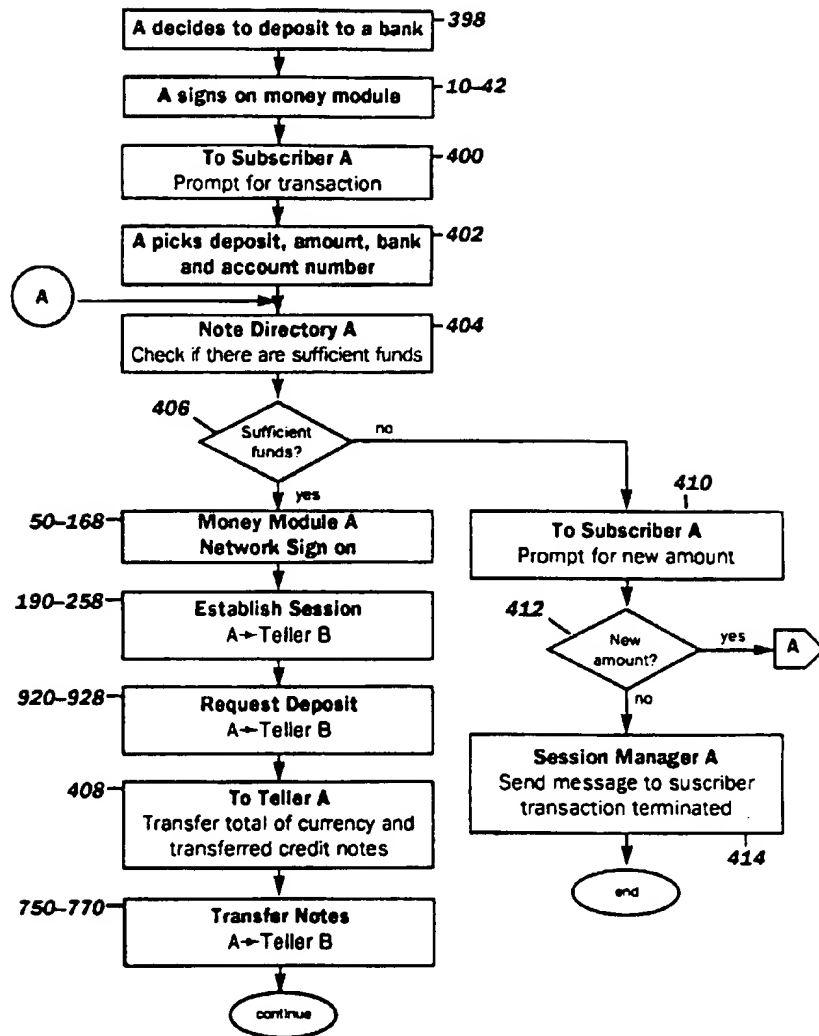 A decides to deposit to a bank
398
A signs on money module
10–42
To Subscriber A
Prompt for transaction
400
A picks deposit, amount, bank
and account number
402
A
Note Directory A
Check if there are sufficient funds
404
406
Sufficient
funds?
no
yes
50–168
Money Module A
Network Sign on
190–258
Establish Session
A→Teller B
920–928
Request Deposit
A→Teller B
408
To Teller A
Transfer total of currency and
transferred credit notes
750–770
Transfer Notes
A→Teller B
continue
410
To Subscriber A
Prompt for new amount
412
New
amount?
yes
A
no
Session Manager A
Send message to suscriber
transaction terminated
414
end